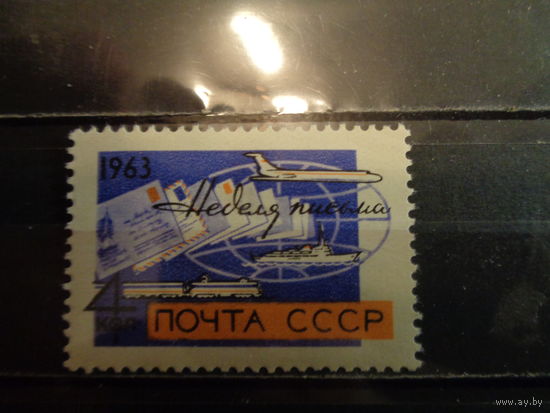 1963
Неделя письма
4
КОП
ПОЧТА СССР
www.ay.by